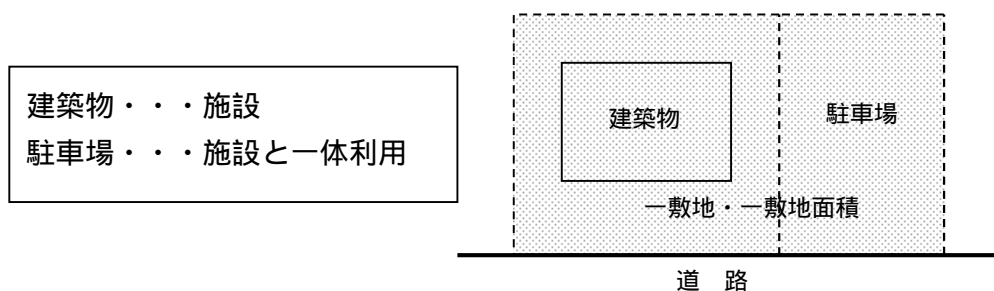 建築物・・・施設
駐車場・・・施設と一体利用
建築物
駐車場
一敷地・一敷地面積
道　路